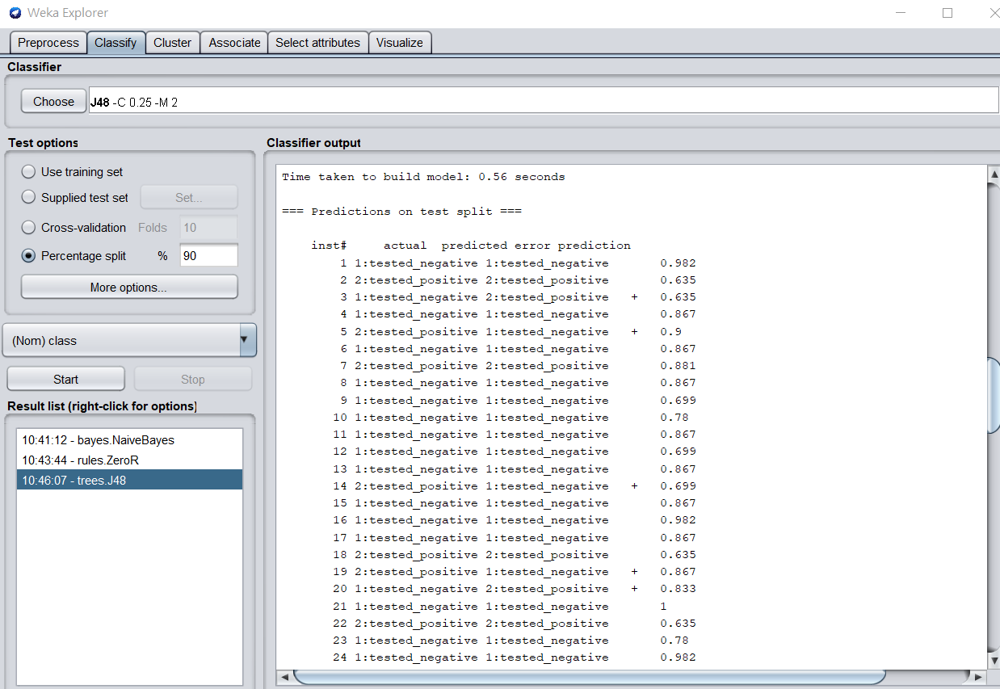 Weka Explorer
Preprocess Classify Cluster Associate Select attributes Visualize
Classifier
Choose J48 -C 0.25 -M 2
Test options
Use training set
Supplied test set Set...
Cross-validation Folds 10
Percentage split % 90
More options...
(Nom) class
Start Stop
Result list (right-click for options)
10:41:12 - bayes.NaiveBayes
10:43:44 - rules.ZeroR
10:46:07 - trees.J48
Classifier output
Time taken to build model: 0.56 seconds
=== Predictions on test split ===
inst# actual predicted error prediction
1 1:tested_negative 1:tested_negative 0.982
2 2:tested_positive 2:tested_positive 0.635
3 1:tested_negative 2:tested_positive + 0.635
4 1:tested_negative 1:tested_negative 0.867
5 2:tested_positive 1:tested_negative + 0.9
6 1:tested_negative 1:tested_negative 0.867
7 2:tested_positive 2:tested_positive 0.881
8 1:tested_negative 1:tested_negative 0.867
9 1:tested_negative 1:tested_negative 0.699
10 1:tested_negative 1:tested_negative 0.78
11 1:tested_negative 1:tested_negative 0.867
12 1:tested_negative 1:tested_negative 0.699
13 1:tested_negative 1:tested_negative 0.867
14 2:tested_positive 1:tested_negative + 0.699
15 1:tested_negative 1:tested_negative 0.867
16 1:tested_negative 1:tested_negative 0.982
17 1:tested_negative 1:tested_negative 0.867
18 2:tested_positive 2:tested_positive 0.635
19 2:tested_positive 1:tested_negative + 0.867
20 1:tested_negative 2:tested_positive + 0.833
21 1:tested_negative 1:tested_negative 1
22 2:tested_positive 2:tested_positive 0.635
23 1:tested_negative 1:tested_negative 0.78
24 1:tested_negative 1:tested_negative 0.982